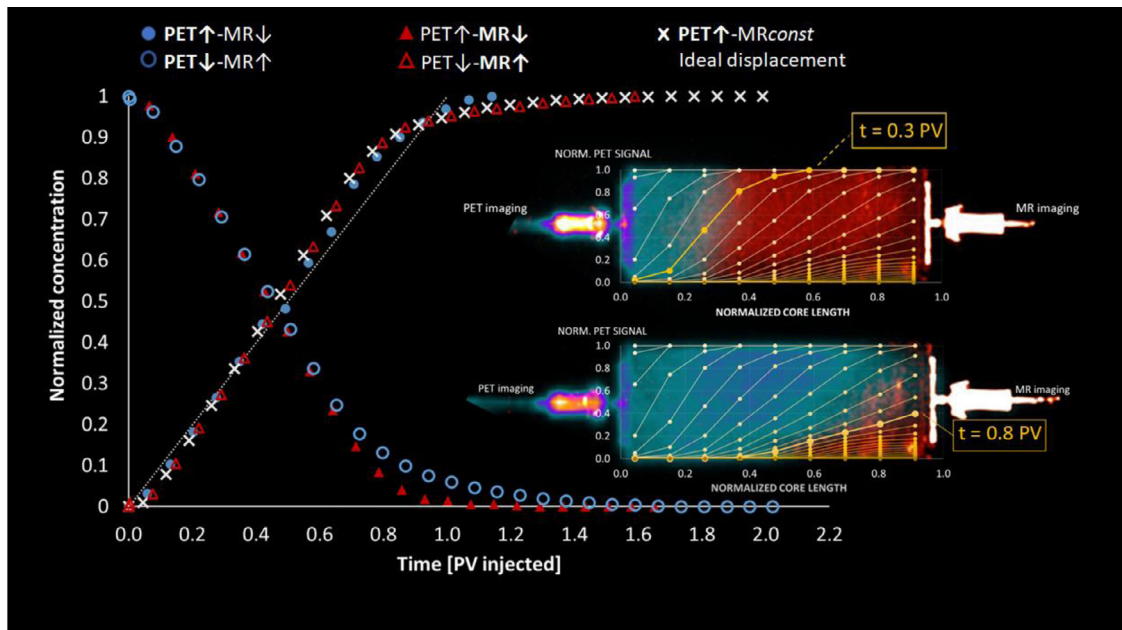 PET↑-MR↓ PET↑-MR↓ PET↑-MRconst
PET↓-MR↑ PET↓-MR↑ Ideal displacement
Normalized concentration
1
0.9
0.8
0.7
0.6
0.5
0.4
0.3
0.2
0.1
0
0.0 0.2 0.4 0.6 0.8 1.0 1.2 1.4 1.6 1.8 2.0 2.2
Time [PV injected]
t = 0.3 PV
NORM. PET SIGNAL
1.0
0.8
0.6
0.4
0.2
0.0
PET imaging
MR imaging
0.0 0.2 0.4 0.6 0.8 1.0
NORMALIZED CORE LENGTH
NORM. PET SIGNAL
1.0
0.8
0.6
0.4
0.2
0.0
PET imaging
MR imaging
t = 0.8 PV
0.0 0.2 0.4 0.6 0.8 1.0
NORMALIZED CORE LENGTH